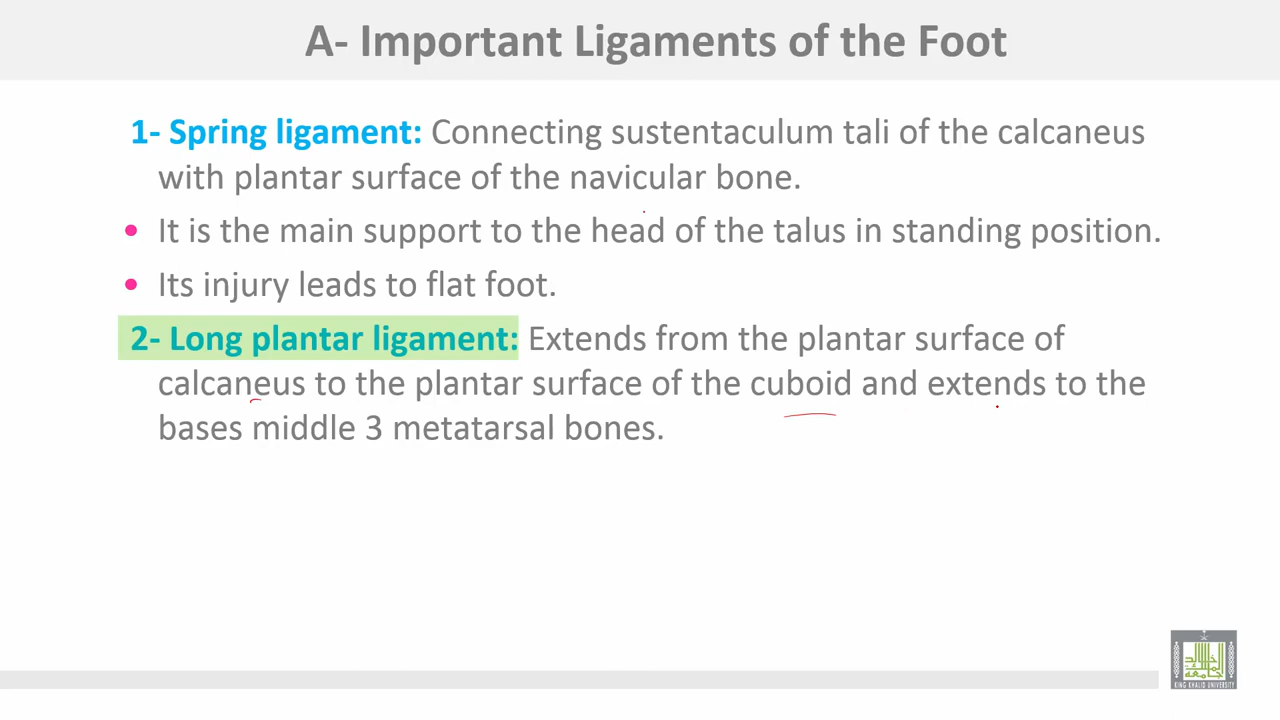 A- Important Ligaments of the Foot
1- Spring ligament: Connecting sustentaculum tali of the calcaneus
with plantar surface of the navicular bone.
• It is the main support to the head of the talus in standing position.
• Its injury leads to flat foot.
2- Long plantar ligament: Extends from the plantar surface of
calcaneus to the plantar surface of the cuboid and extends to the
bases middle 3 metatarsal bones.
KING KHALID UNIVERSITY